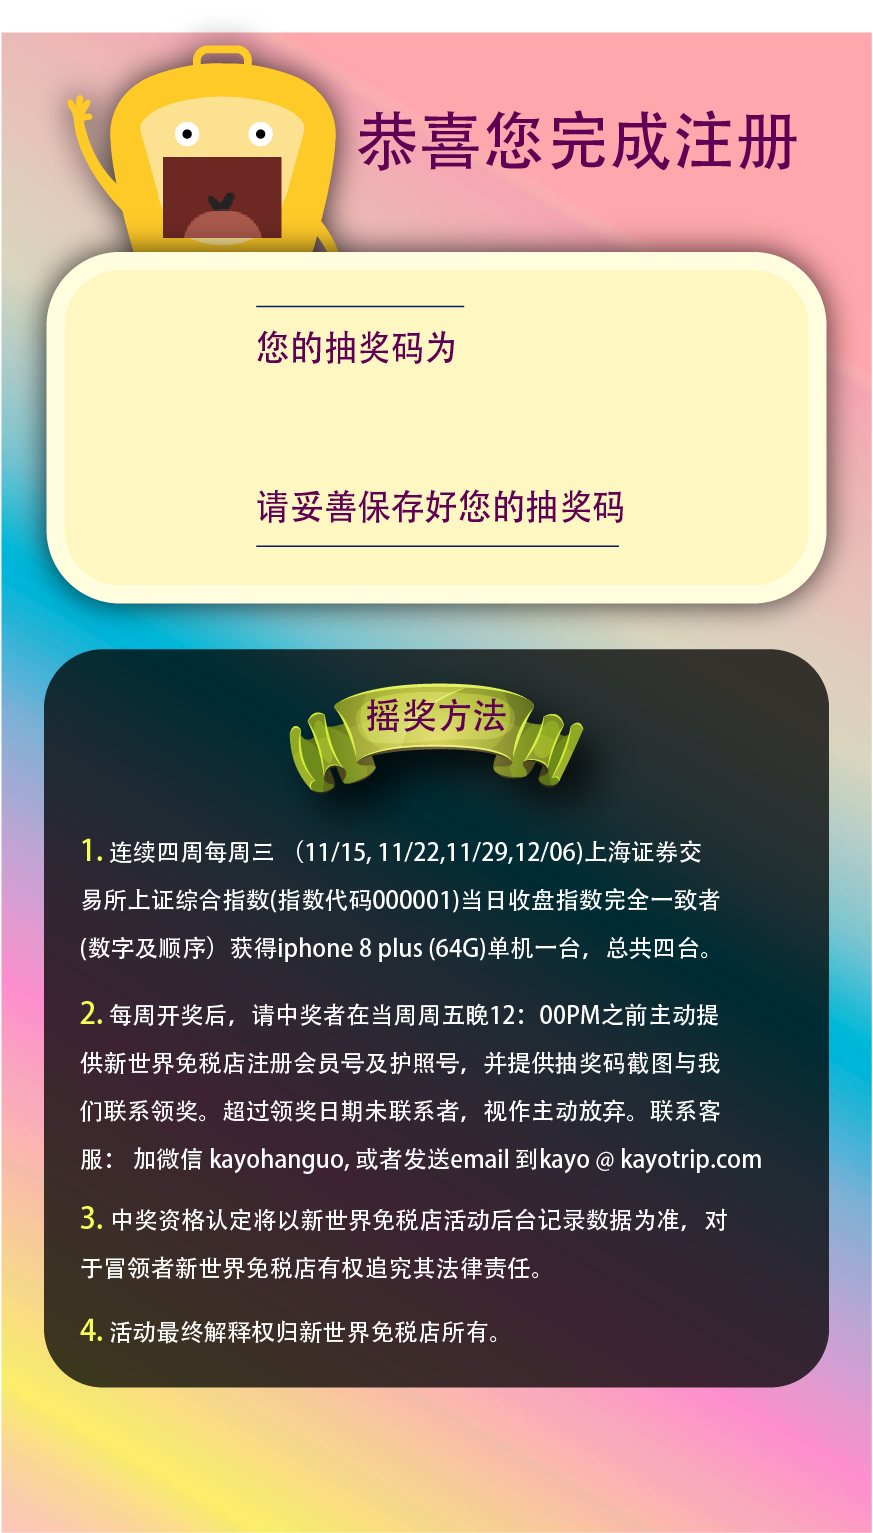 恭喜您完成注册
您的抽奖码为
请妥善保存好您的抽奖码
摇奖方法
1. 连续四周每周三 （11/15, 11/22,11/29,12/06)上海证券交
易所上证综合指数(指数代码000001)当日收盘指数完全一致者
(数字及顺序）获得iphone 8 plus (64G)单机一台，总共四台。
2. 每周开奖后，请中奖者在当周周五晚12：00PM之前主动提
供新世界免税店注册会员号及护照号，并提供抽奖码截图与我
们联系领奖。超过领奖日期未联系者，视作主动放弃。联系客
服： 加微信 kayohanguo, 或者发送email 到kayo @ kayotrip.com
3. 中奖资格认定将以新世界免税店活动后台记录数据为准，对
于冒领者新世界免税店有权追究其法律责任。
4. 活动最终解释权归新世界免税店所有。